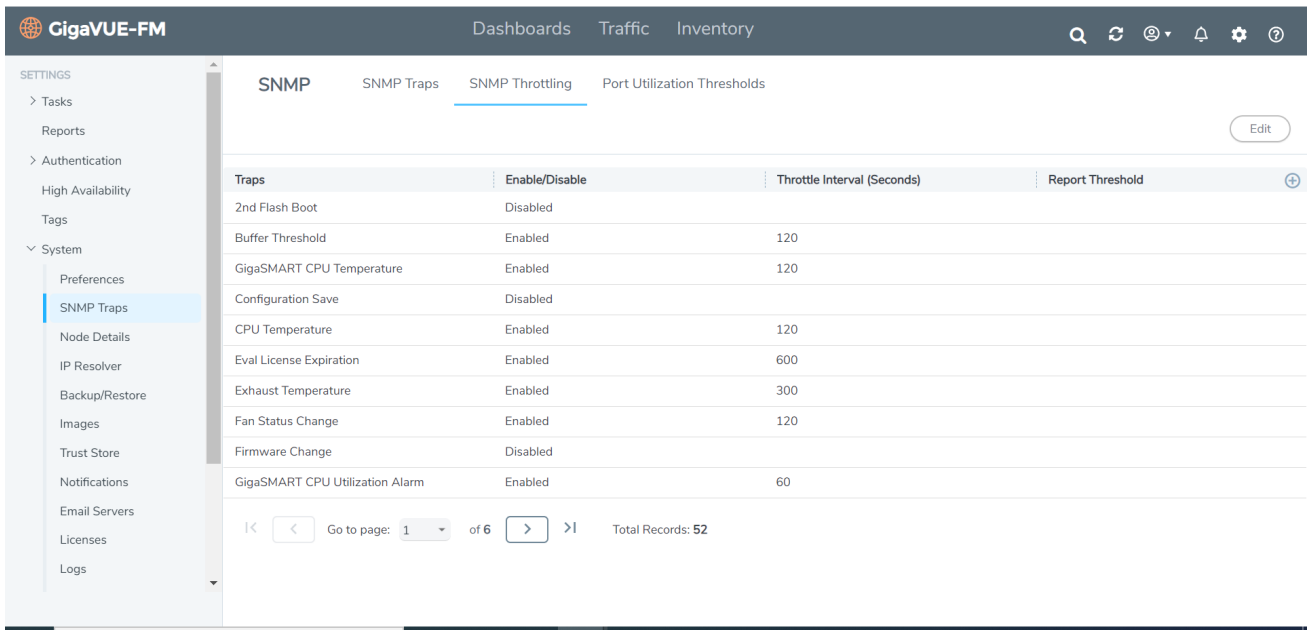 GigaVUE-FM
Dashboards Traffic Inventory
SETTINGS
Tasks
Reports
Authentication
High Availability
Tags
System
Preferences
SNMP Traps
Node Details
IP Resolver
Backup/Restore
Images
Trust Store
Notifications
Email Servers
Licenses
Logs
SNMP SNMP Traps SNMP Throttling Port Utilization Thresholds
Edit
Traps Enable/Disable Throttle Interval (Seconds) Report Threshold
2nd Flash Boot Disabled
Buffer Threshold Enabled 120
GigaSMART CPU Temperature Enabled 120
Configuration Save Disabled
CPU Temperature Enabled 120
Eval License Expiration Enabled 600
Exhaust Temperature Enabled 300
Fan Status Change Enabled 120
Firmware Change Disabled
GigaSMART CPU Utilization Alarm Enabled 60
Go to page: 1 of 6 Total Records: 52